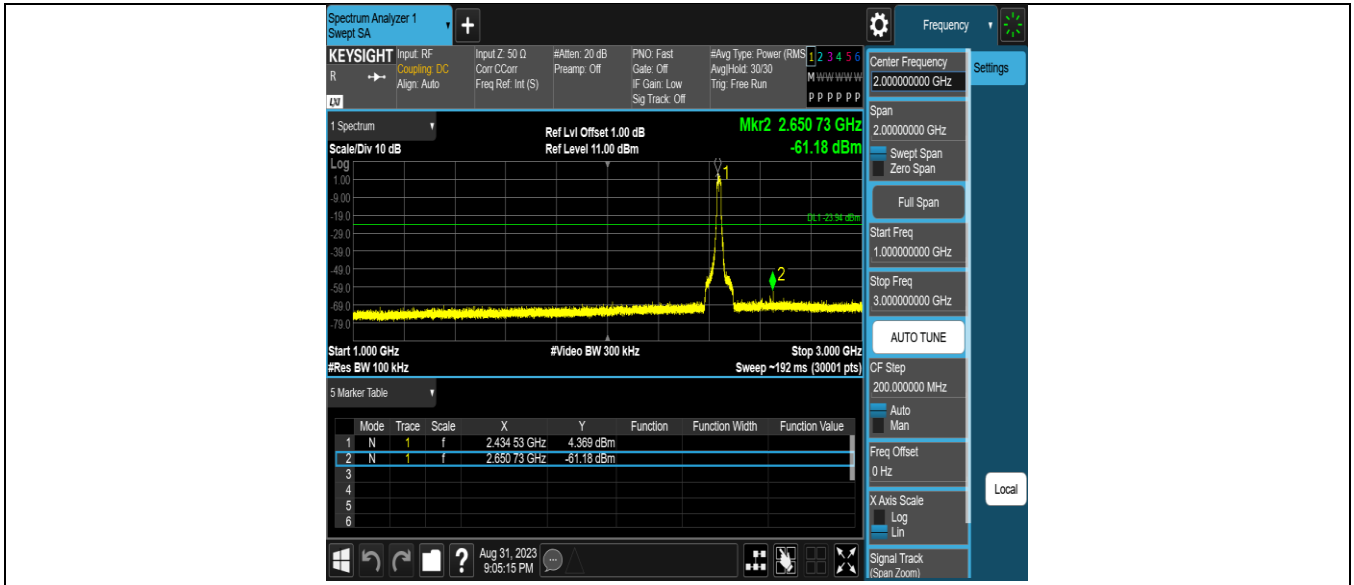 Spectrum Analyzer 1
Swept SA
Frequency
KEYSIGHT
Input: RF
Coupling: DC
Align: Auto
R
LXI
Input Z: 50 Ω
Corr CCorr
Freq Ref: Int (S)
#Atten: 20 dB
Preamp: Off
PNO: Fast
Gate: Off
IF Gain: Low
Sig Track: Off
#Avg Type: Power (RMS
Avg|Hold: 30/30
Trig: Free Run
1 2 3 4 5 6
M W W W W W
P P P P P P
Center Frequency
2.000000000 GHz
Settings
Span
2.00000000 GHz
Swept Span
Zero Span
Full Span
Start Freq
1.000000000 GHz
Stop Freq
3.000000000 GHz
AUTO TUNE
CF Step
200.000000 MHz
Auto
Man
Freq Offset
0 Hz
X Axis Scale
Log
Lin
Signal Track
(Span Zoom)
Local
1 Spectrum
Scale/Div 10 dB
Ref Lvl Offset 1.00 dB
Ref Level 11.00 dBm
Mkr2 2.650 73 GHz
-61.18 dBm
Log
1.00
-9.00
-19.0
-29.0
-39.0
-49.0
-59.0
-69.0
-79.0
1
DL1 -23.94 dBm
2
Start 1.000 GHz
#Video BW 300 kHz
Stop 3.000 GHz
#Res BW 100 kHz
Sweep ~192 ms (30001 pts)
5 Marker Table
Mode Trace Scale X Y Function Function Width Function Value
1 N 1 f 2.434 53 GHz 4.369 dBm
2 N 1 f 2.650 73 GHz -61.18 dBm
3
4
5
6
Aug 31, 2023
9:05:15 PM